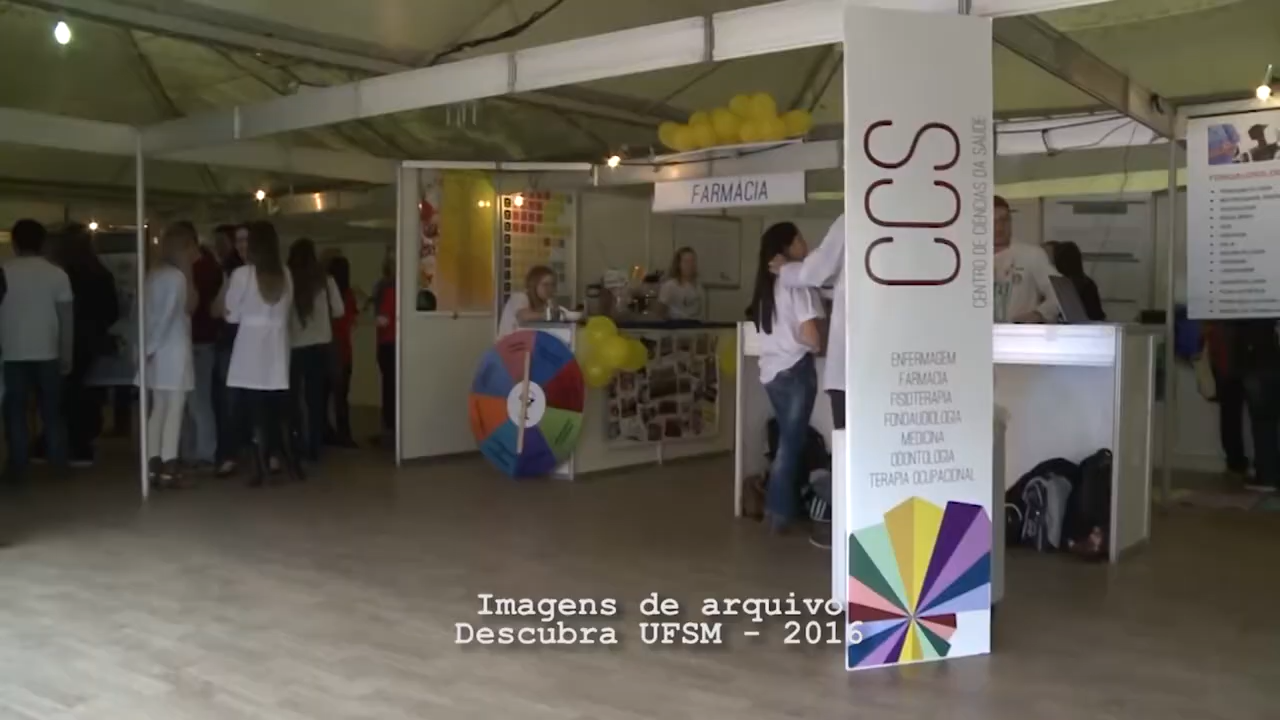 FARMÁCIA
CCS
CENTRO DE CIÊNCIAS DA SAÚDE
ENFERMAGEM
FARMÁCIA
FISIOTERAPIA
FONOAUDIOLOGIA
MEDICINA
ODONTOLOGIA
TERAPIA OCUPACIONAL
Imagens de arquivo
Descubra UFSM - 2016